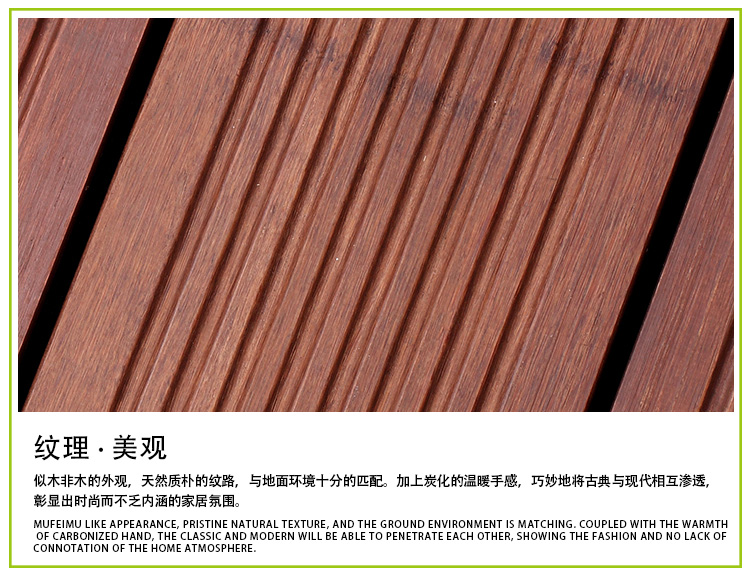 纹理·美观
似木非木的外观，天然质朴的纹路，与地面环境十分的匹配。加上炭化的温暖手感，巧妙地将古典与现代相互渗透，
彰显出时尚而不乏内涵的家居氛围。
MUFEIMU LIKE APPEARANCE, PRISTINE NATURAL TEXTURE, AND THE GROUND ENVIRONMENT IS MATCHING. COUPLED WITH THE WARMTH
OF CARBONIZED HAND, THE CLASSIC AND MODERN WILL BE ABLE TO PENETRATE EACH OTHER, SHOWING THE FASHION AND NO LACK OF
CONNOTATION OF THE HOME ATMOSPHERE.